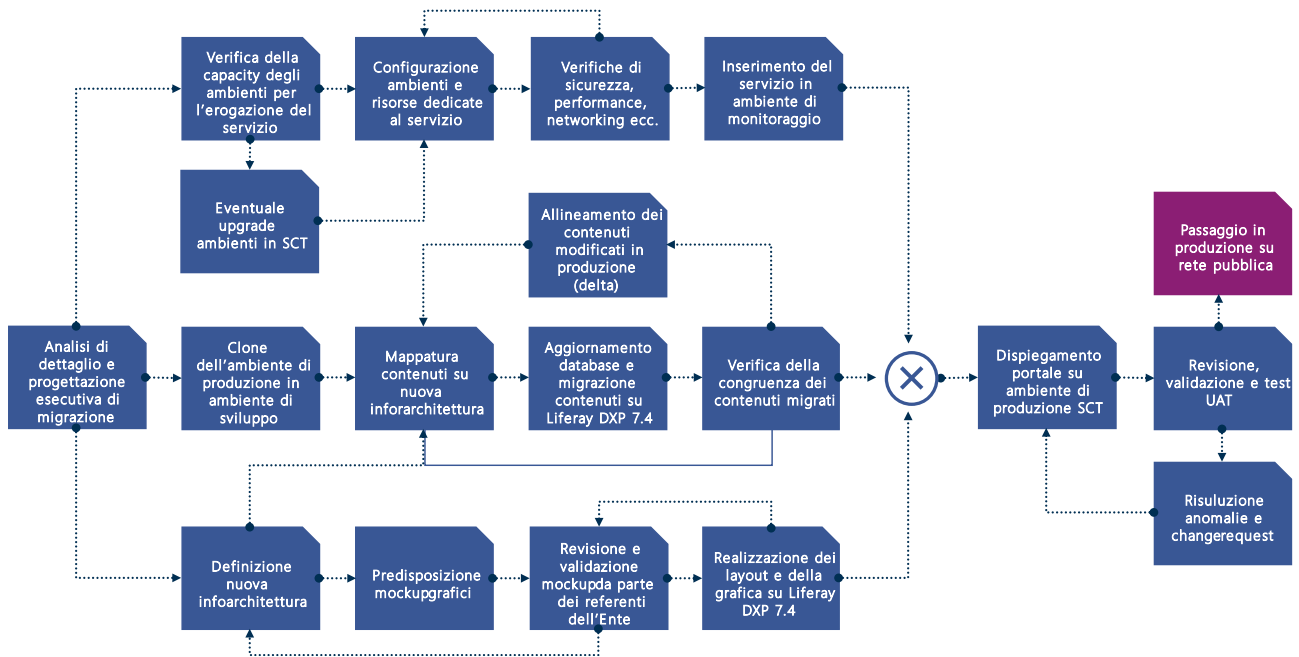 Verifica della
capacity degli
ambienti per
l'erogazione del
servizio
Configurazione
ambienti e
risorse dedicate
al servizio
Verifiche di
sicurezza,
performance,
networking ecc.
Inserimento del
servizio in
ambiente di
monitoraggio
Eventuale
upgrade
ambienti in SCT
Allineamento dei
contenuti
modificati in
produzione
(delta)
Passaggio in
produzione su
rete pubblica
Analisi di
dettaglio e
progettazione
esecutiva di
migrazione
Clone
dell'ambiente di
produzione in
ambiente di
sviluppo
Mappatura
contenuti su
nuova
inforarchitettura
Aggiornamento
database e
migrazione
contenuti su
Liferay DXP 7.4
Verifica della
congruenza dei
contenuti migrati
Dispiegamento
portale su
ambiente di
produzione SCT
Revisione,
validazione e test
UAT
Risuluzione
anomalie e
changerequest
Definizione
nuova
infoarchitettura
Predisposizione
mockupgrafici
Revisione e
validazione
mockupda parte
dei referenti
dell'Ente
Realizzazione dei
layout e della
grafica su Liferay
DXP 7.4